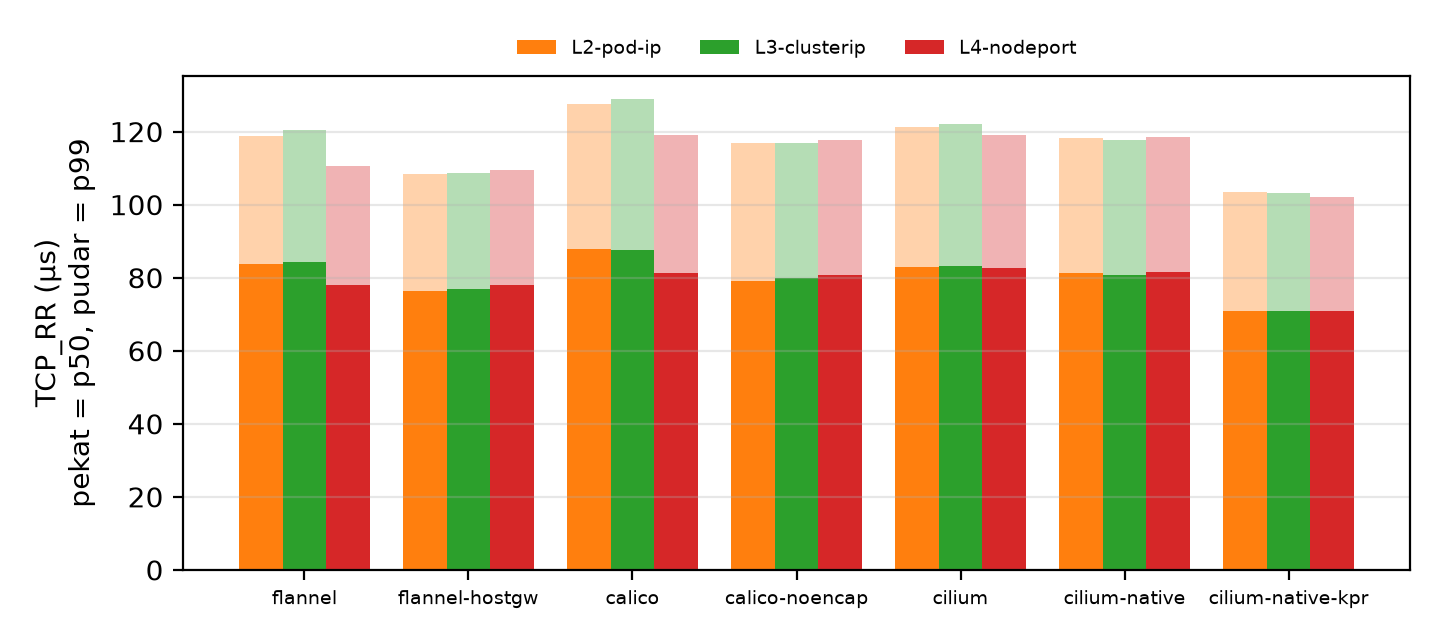 L2-pod-ip L3-clusterip L4-nodeport
TCP_RR (µs)
pekat = p50, pudar = p99
120
100
80
60
40
20
0
flannel flannel-hostgw calico calico-noencap cilium cilium-native cilium-native-kpr